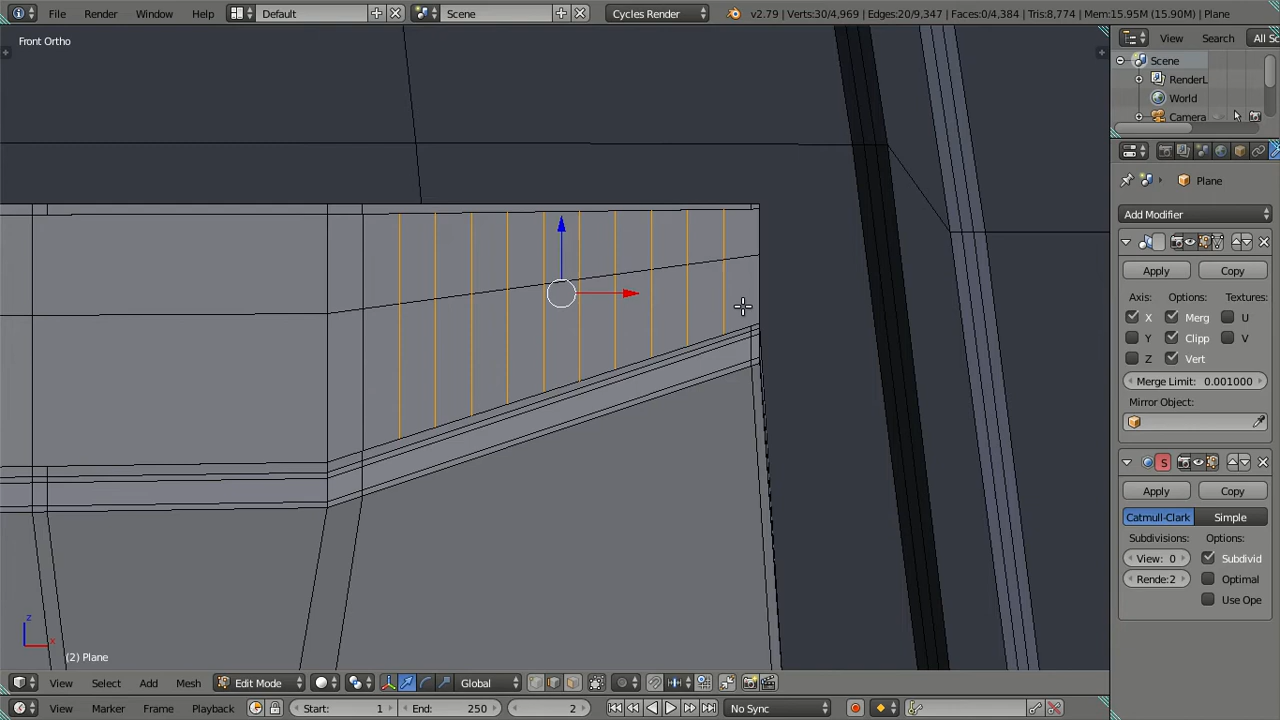 File Render Window Help Default Scene Cycles Render v2.79 | Verts:30/4,969 | Edges:20/9,347 | Faces:0/4,384 | Tris:8,774 | Mem:15.95M (15.90M) | Plane
Front Ortho
View Search All Sc
Scene
RenderL
World
Camera
Plane
Add Modifier
Apply Copy
Axis: Options: Textures:
X Merg U
Y Clipp V
Z Vert
Merge Limit: 0.001000
Mirror Object:
S
Apply Copy
Catmull-Clark Simple
Subdivisions: Options:
View: 0 Subdivid
Rende:2 Optimal
Use Ope
z
x
(2) Plane
View Select Add Mesh Edit Mode Global
View Marker Frame Playback Start: 1 End: 250 2 No Sync